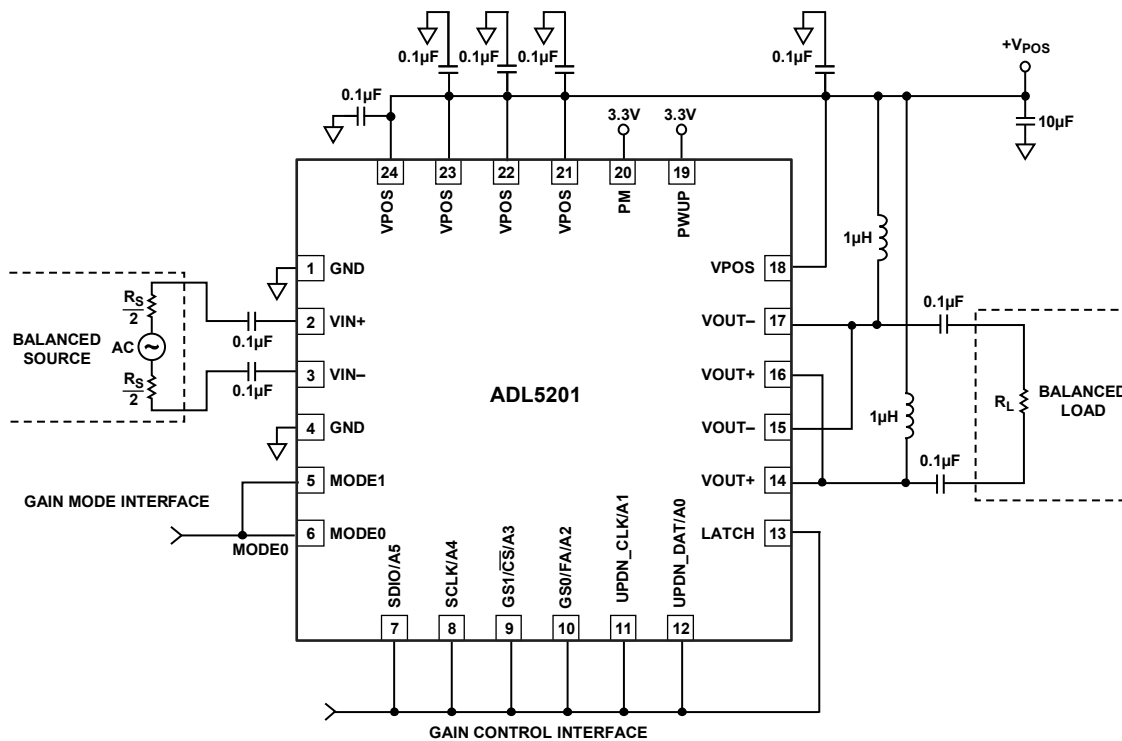 0.1µF
0.1µF
0.1µF
0.1µF
+VPOS
0.1µF
10µF
3.3V
3.3V
24
23
22
21
20
19
VPOS
VPOS
VPOS
VPOS
PM
PWUP
1
GND
2
VIN+
3
VIN–
4
GND
5
MODE1
6
MODE0
MODE0
BALANCED
SOURCE
RS
2
AC
RS
2
0.1µF
0.1µF
GAIN MODE INTERFACE
ADL5201
VPOS
18
VOUT–
17
VOUT+
16
VOUT–
15
VOUT+
14
LATCH
13
1µH
1µH
0.1µF
0.1µF
RL
BALANCED
LOAD
SDIO/A5
SCLK/A4
GS1/CS/A3
GS0/FA/A2
UPDN_CLK/A1
UPDN_DAT/A0
7
8
9
10
11
12
GAIN CONTROL INTERFACE